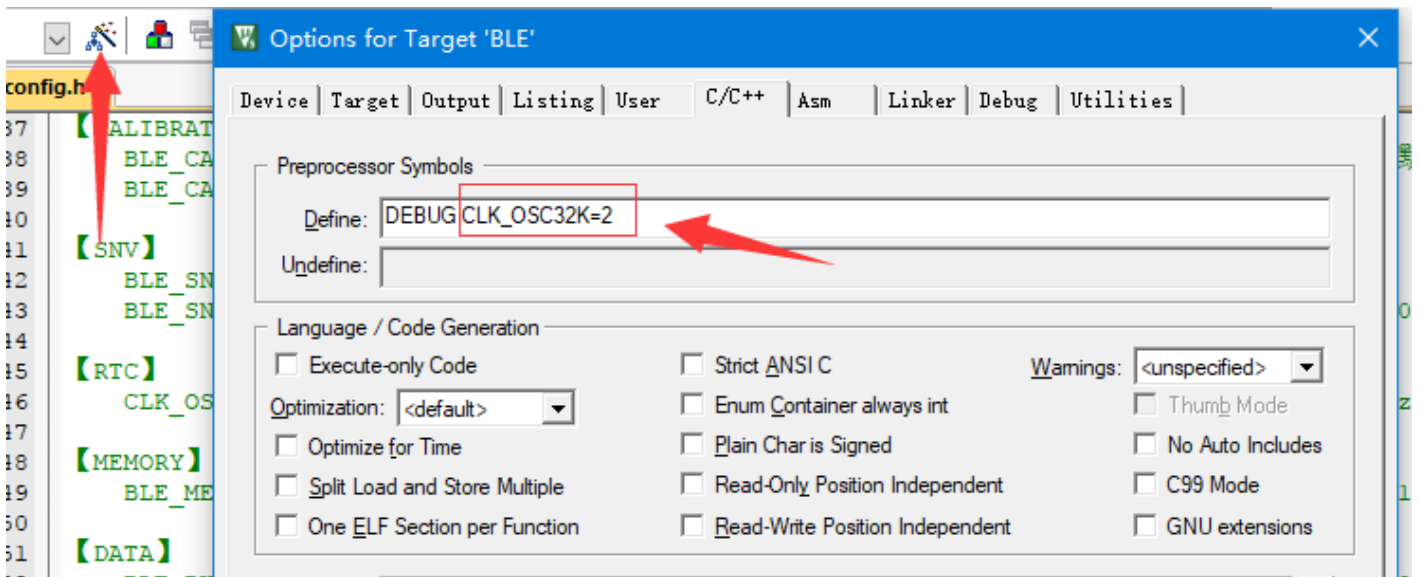 Options for Target 'BLE'
config.h
Device Target Output Listing User C/C++ Asm Linker Debug Utilities
37 【CALIBRAT
38 BLE_CA
39 BLE_CA
40
41 【SNV】
42 BLE_SN
43 BLE_SN
44
45 【RTC】
46 CLK_OS
47
48 【MEMORY】
49 BLE_ME
50
51 【DATA】
Preprocessor Symbols
Define: DEBUG CLK_OSC32K=2
Undefine:
Language / Code Generation
Execute-only Code Strict ANSI C Warnings: <unspecified>
Optimization: <default> Enum Container always int Thumb Mode
Optimize for Time Plain Char is Signed No Auto Includes
Split Load and Store Multiple Read-Only Position Independent C99 Mode
One ELF Section per Function Read-Write Position Independent GNU extensions